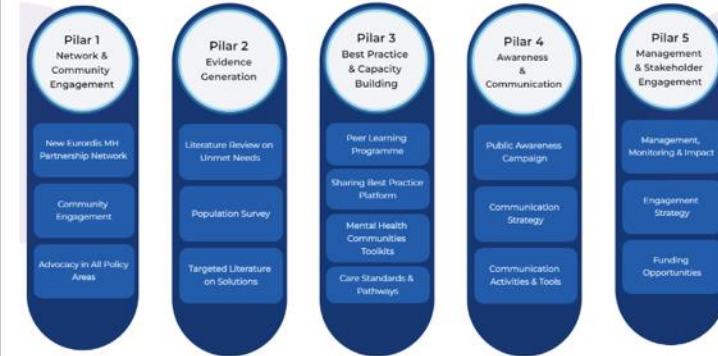 Pilar 1
Network &
Community
Engagement
New Eurordis MH
Partnership Network
Community
Engagement
Advocacy in All Policy
Areas
Pilar 2
Evidence
Generation
Literature Review on
Unmet Needs
Population Survey
Targeted Literature
on Solutions
Pilar 3
Best Practice
& Capacity
Building
Peer Learning
Programme
Sharing Best Practice
Platform
Mental Health
Communities
Toolkits
Care Standards &
Pathways
Pilar 4
Awareness
&
Communication
Public Awareness
Campaign
Communication
Strategy
Communication
Activities & Tools
Pilar 5
Management
& Stakeholder
Engagement
Management,
Monitoring & Impact
Engagement
Strategy
Funding
Opportunities